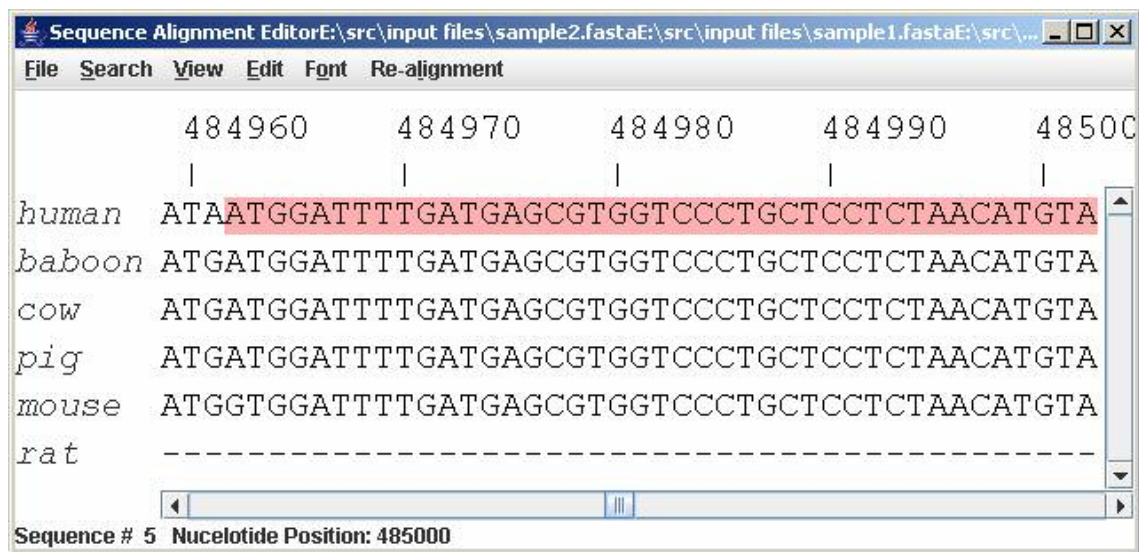 Sequence Alignment EditorE:\src\input files\sample2.fastaE:\src\input files\sample1.fastaE:\src\...
File Search View Edit Font Re-alignment
484960 484970 484980 484990 48500
| | | | |
human ATAATGGATTTTGATGAGCGTGGTCCCTGCTCCTCTAACATGTA
baboon ATGATGGATTTTGATGAGCGTGGTCCCTGCTCCTCTAACATGTA
cow ATGATGGATTTTGATGAGCGTGGTCCCTGCTCCTCTAACATGTA
pig ATGATGGATTTTGATGAGCGTGGTCCCTGCTCCTCTAACATGTA
mouse ATGGTGGATTTTGATGAGCGTGGTCCCTGCTCCTCTAACATGTA
rat --------------------------------------------
Sequence # 5 Nucelotide Position: 485000